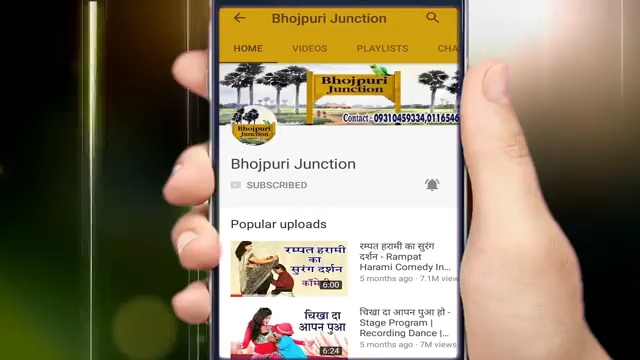 Bhojpuri Junction
HOME VIDEOS PLAYLISTS CHA
Bhojpuri
Junction
Contact:- 09310459334,0116546
Bhojpuri
Junction
Bhojpuri Junction
SUBSCRIBED
Popular uploads
रम्पत हरामी
का
सुरंग दर्शन
कॉमेडी
6:00
रम्पत हरामी का सुरंग
दर्शन - Rampat
Harami Comedy In...
5 months ago · 7.1M view
चिखा दा
आपन पुआ
6:24
चिखा दा आपन पुआ हो -
Stage Program |
Recording Dance |...
5 months ago · 7M views